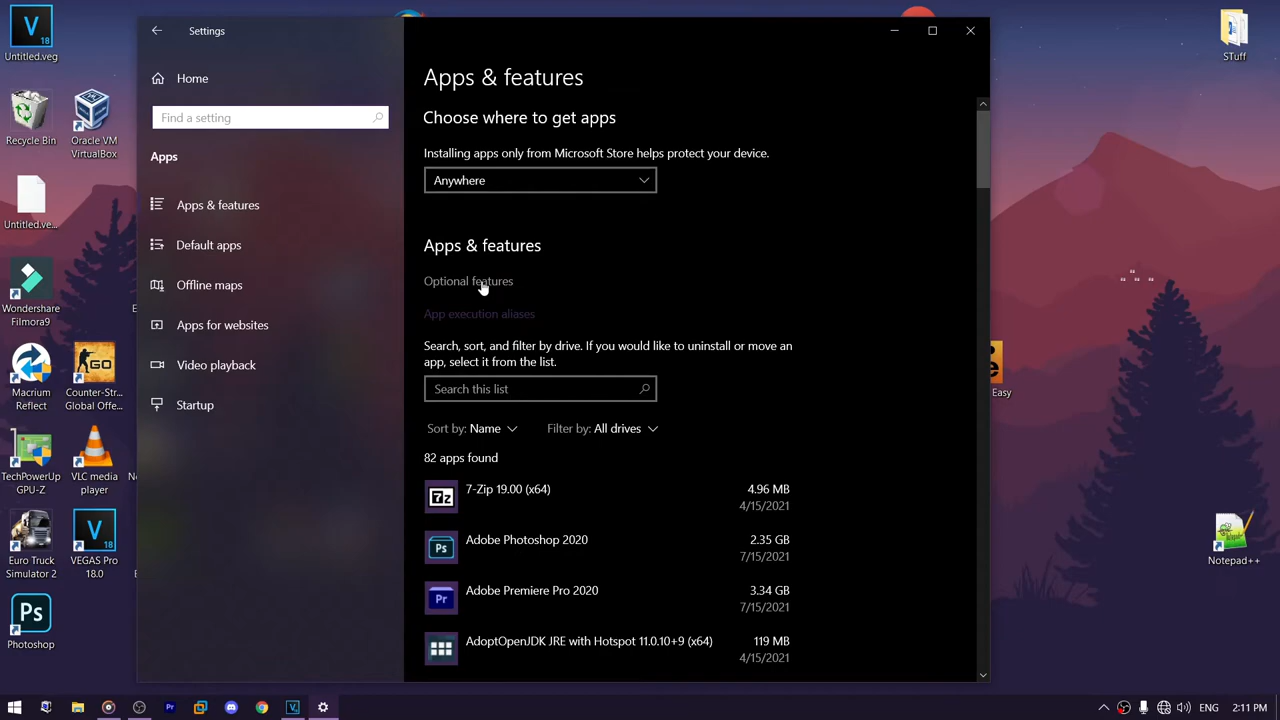 Settings
Home
Find a setting
Apps
Apps & features
Default apps
Offline maps
Apps for websites
Video playback
Startup
Apps & features
Choose where to get apps
Installing apps only from Microsoft Store helps protect your device.
Anywhere
Apps & features
Optional features
App execution aliases
Search, sort, and filter by drive. If you would like to uninstall or move an
app, select it from the list.
Search this list
Sort by: Name
Filter by: All drives
82 apps found
7-Zip 19.00 (x64)
4.96 MB
4/15/2021
Adobe Photoshop 2020
2.35 GB
7/15/2021
Adobe Premiere Pro 2020
3.34 GB
7/15/2021
AdoptOpenJDK JRE with Hotspot 11.0.10+9 (x64)
119 MB
4/15/2021
Untitled.veg
Recycle Bin
Oracle VM
VirtualBox
Untitled.ve...
Wondershare
Filmora9
Macrium
Reflect
Counter-Str...
Global Offe...
TechPowerUp
GPU-Z
VLC media
player
Euro Truck
Simulator 2
VEGAS Pro
18.0
Photoshop
STuff
Easy
Notepad++
ENG
2:11 PM